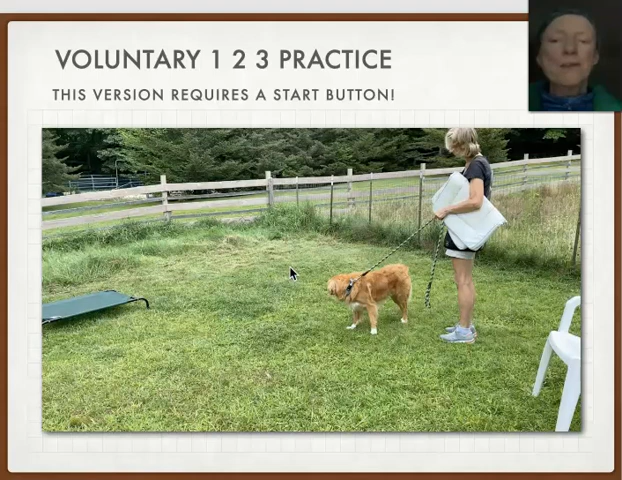 VOLUNTARY 1 2 3 PRACTICE
THIS VERSION REQUIRES A START BUTTON!